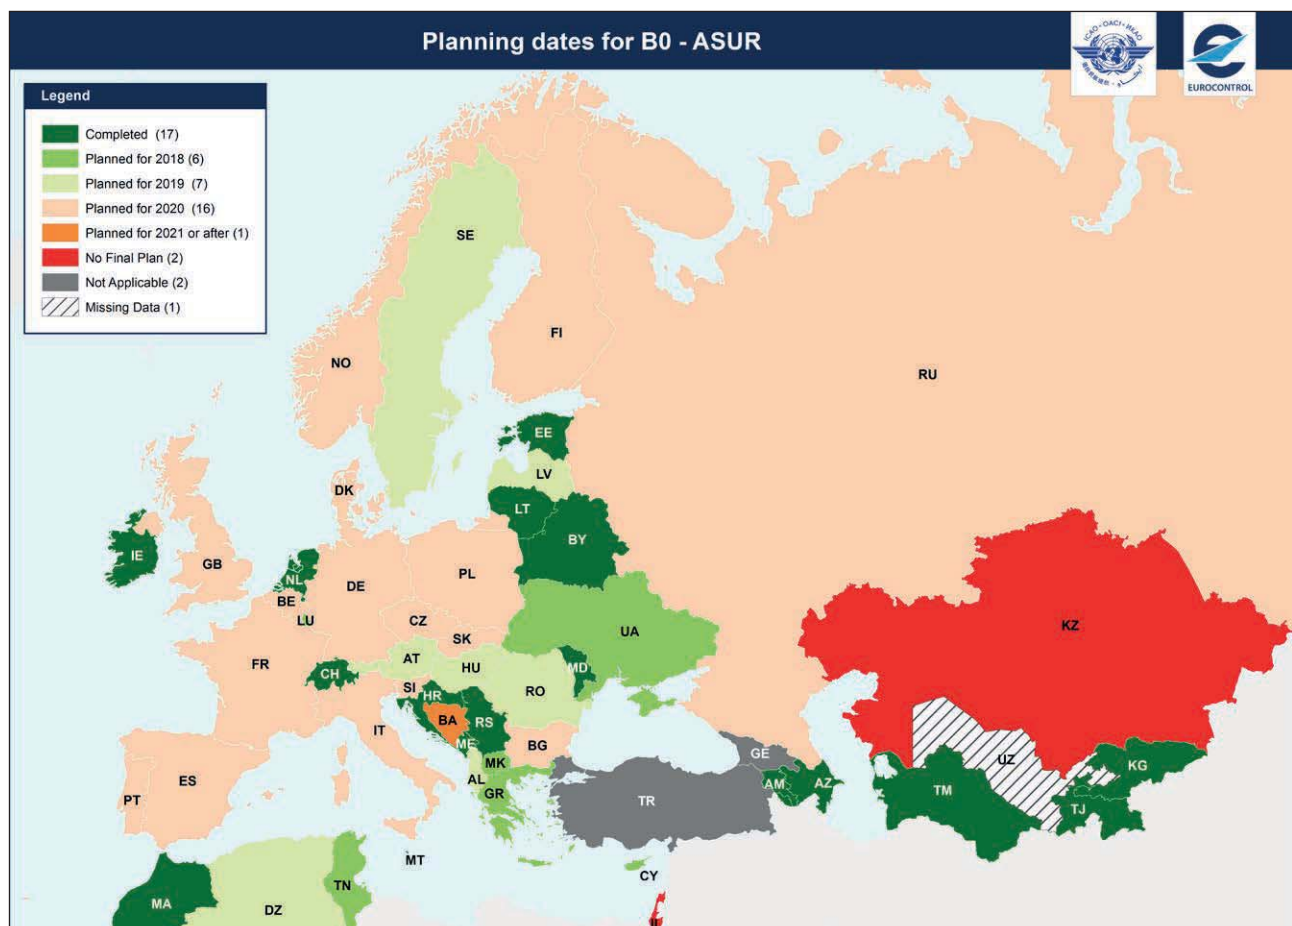 Planning dates for B0 - ASUR
ICAO · OACI · ИКАО
EUROCONTROL
Legend
Completed (17)
Planned for 2018 (6)
Planned for 2019 (7)
Planned for 2020 (16)
Planned for 2021 or after (1)
No Final Plan (2)
Not Applicable (2)
Missing Data (1)
SE
NO
FI
RU
EE
LV
DK
LT
BY
IE
GB
NL
DE
PL
BE
LU
CZ
SK
UA
KZ
FR
CH
AT
HU
MD
RO
SI
HR
BA
RS
IT
ME
BG
GE
UZ
KG
MK
AL
GR
PT
ES
TR
AM
AZ
TM
TJ
MT
CY
TN
MA
DZ
IL